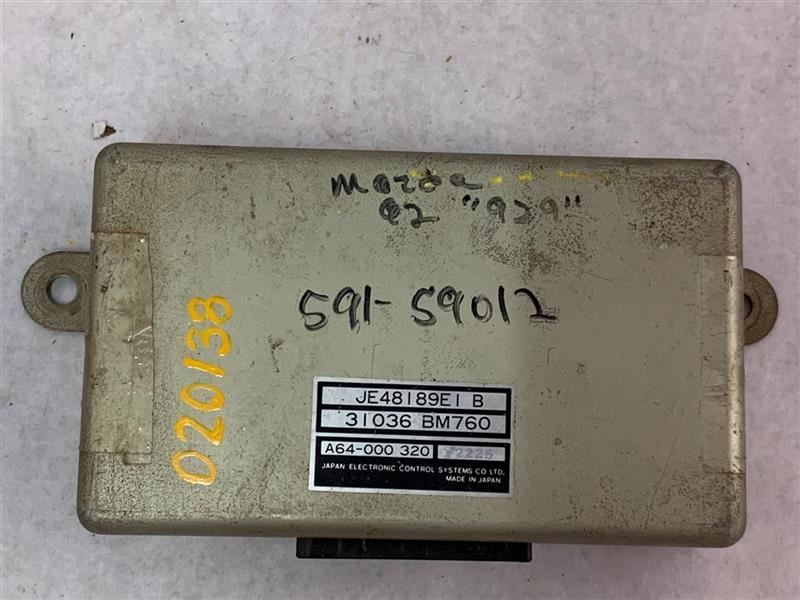 Mazda
92 "929"
591-59012
020138
JE48189E1 B
31036 BM760
A64-000 320 Y2225
JAPAN ELECTRONIC CONTROL SYSTEMS CO LTD.
MADE IN JAPAN